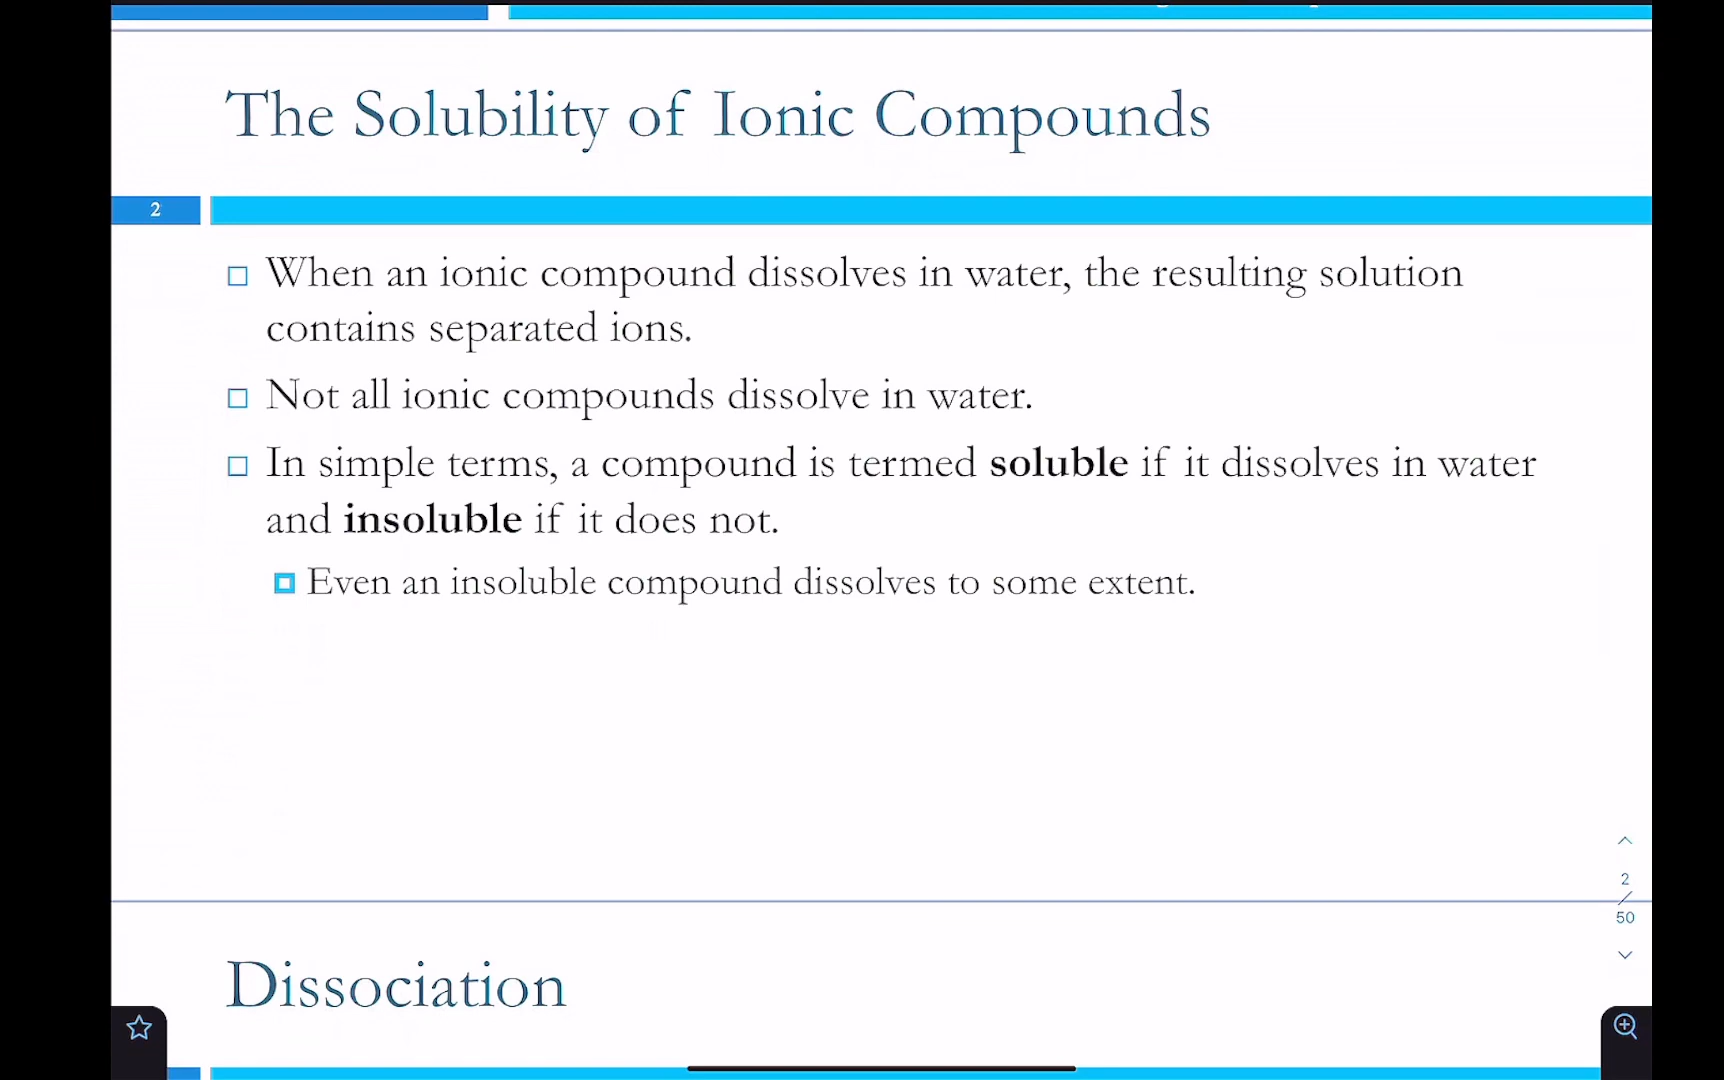 The Solubility of Ionic Compounds
2
When an ionic compound dissolves in water, the resulting solution
contains separated ions.
Not all ionic compounds dissolve in water.
In simple terms, a compound is termed soluble if it dissolves in water
and insoluble if it does not.
Even an insoluble compound dissolves to some extent.
2
/
50
Dissociation